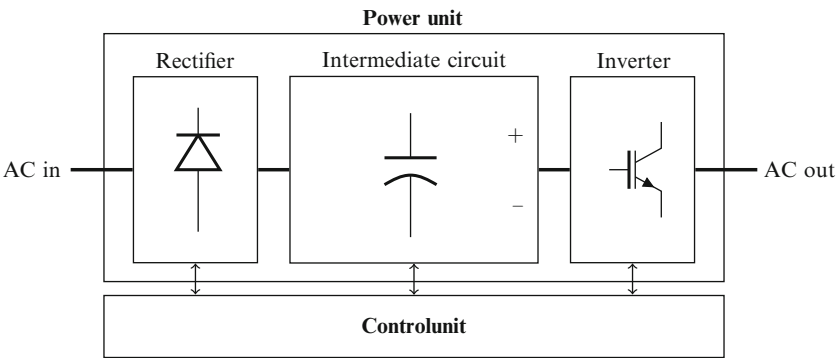 Power unit
Rectifier Intermediate circuit Inverter
+
AC in AC out
–
Controlunit